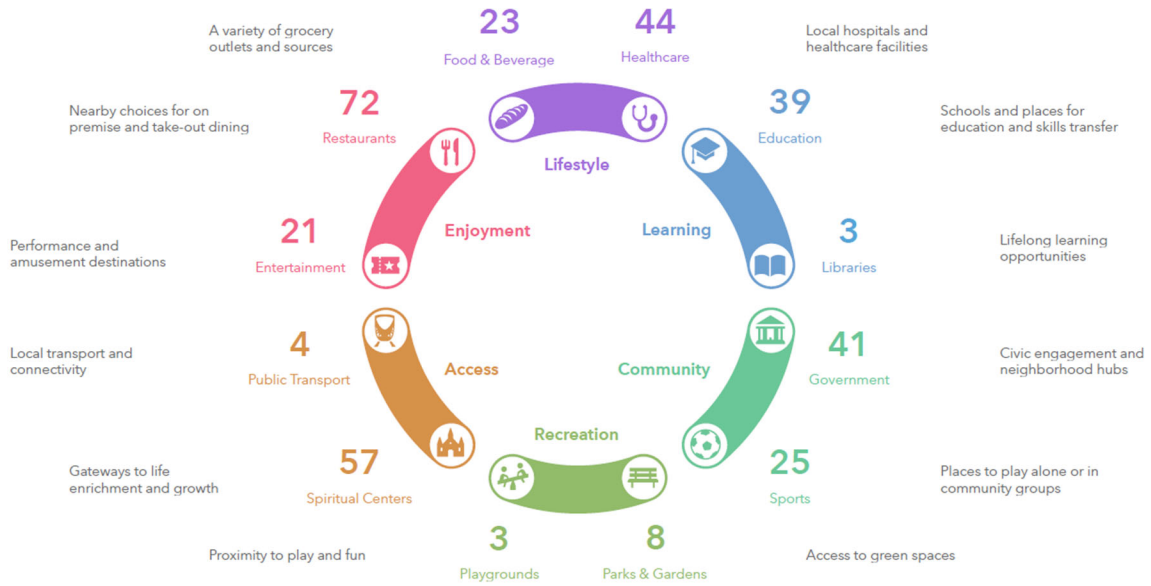 A variety of grocery
outlets and sources
23
Food & Beverage
44
Healthcare
Local hospitals and
healthcare facilities
Nearby choices for on
premise and take-out dining
72
Restaurants
39
Education
Schools and places for
education and skills transfer
Lifestyle
Performance and
amusement destinations
21
Entertainment
Enjoyment
Learning
3
Libraries
Lifelong learning
opportunities
Local transport and
connectivity
4
Public Transport
Access
Community
41
Government
Civic engagement and
neighborhood hubs
Recreation
Gateways to life
enrichment and growth
57
Spiritual Centers
25
Sports
Places to play alone or in
community groups
Proximity to play and fun
3
Playgrounds
8
Parks & Gardens
Access to green spaces